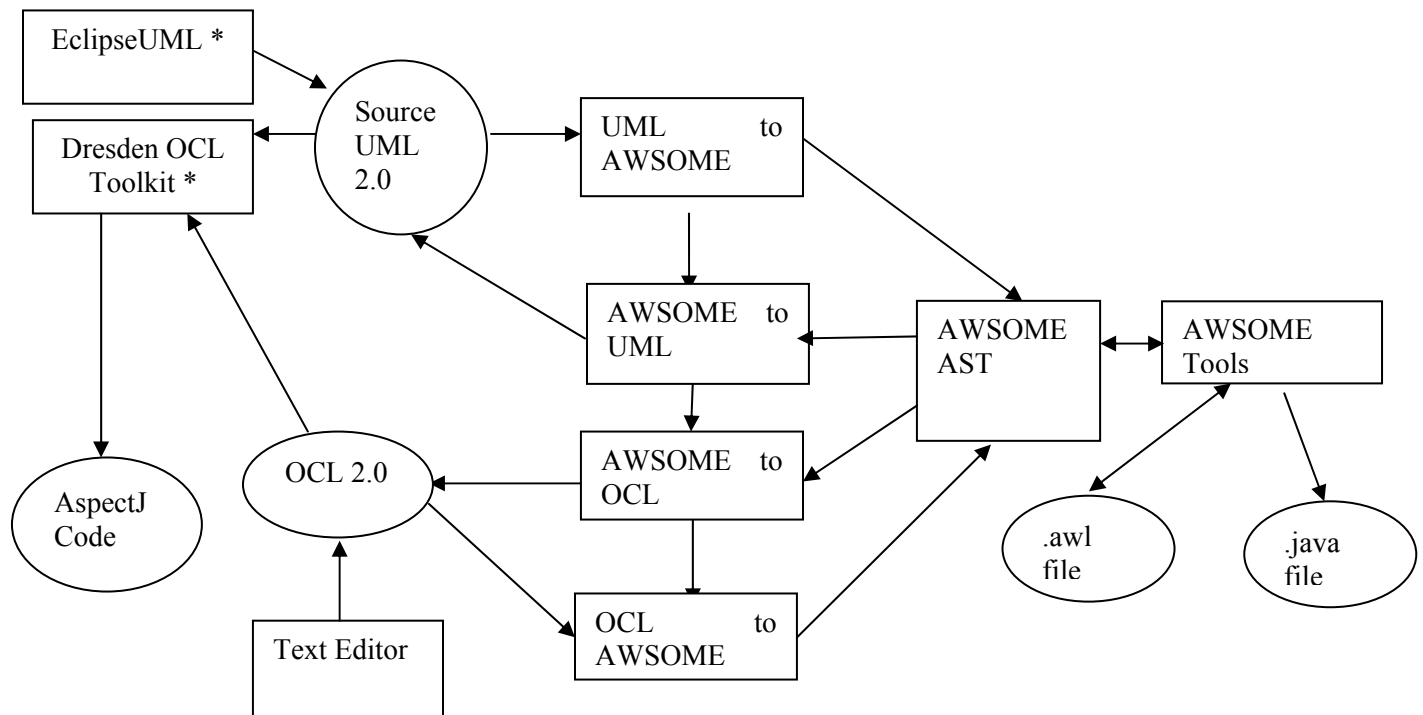 EclipseUML *
Source
UML
2.0
UML to
AWSOME
Dresden OCL
Toolkit *
AWSOME to
UML
AWSOME
AST
AWSOME
Tools
AWSOME to
OCL
OCL 2.0
AspectJ
Code
.awl
file
.java
file
OCL to
AWSOME
Text Editor